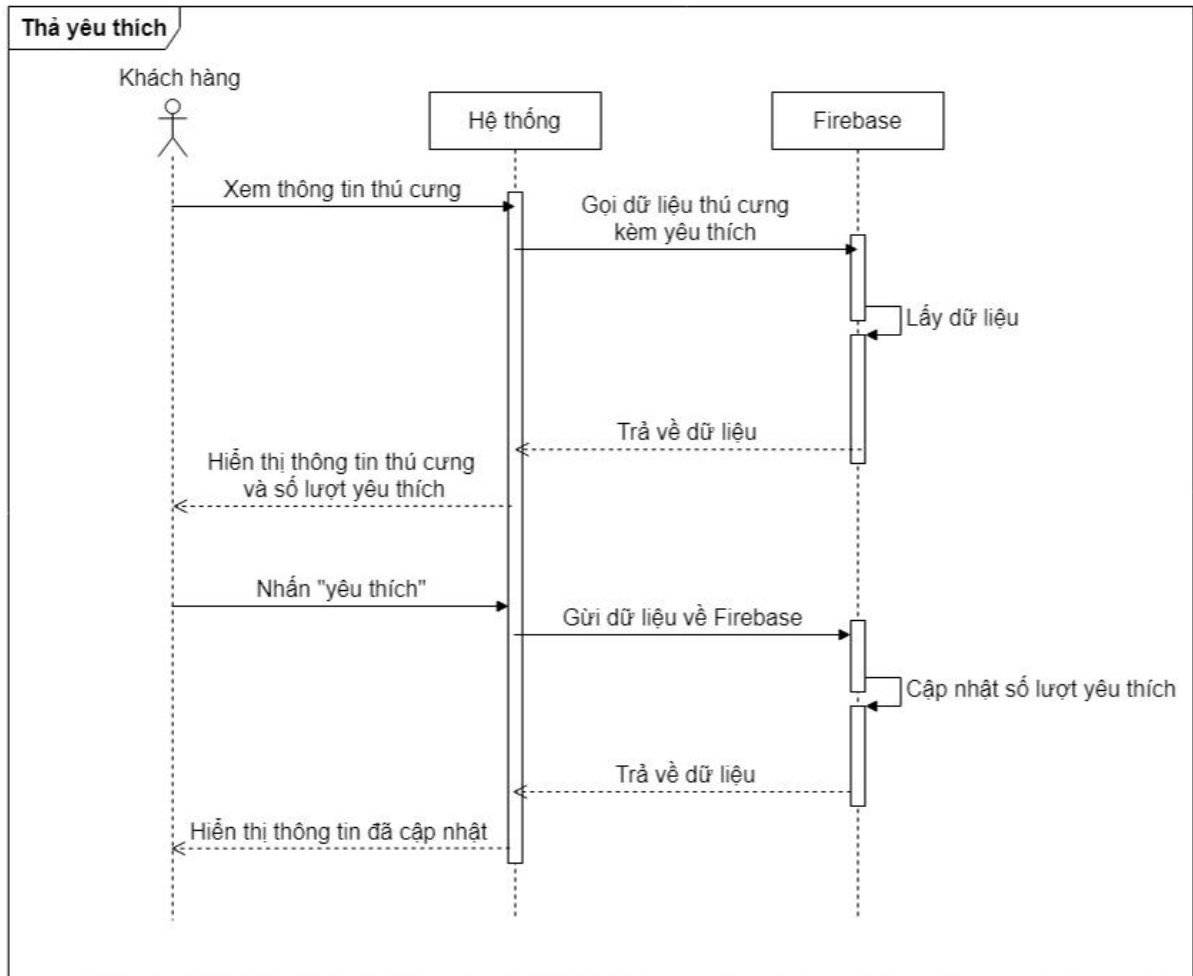 Thả yêu thích
Khách hàng
Hệ thống
Firebase
Xem thông tin thú cưng
Gọi dữ liệu thú cưng
kèm yêu thích
Lấy dữ liệu
Trả về dữ liệu
Hiển thị thông tin thú cưng
và số lượt yêu thích
Nhấn "yêu thích"
Gửi dữ liệu về Firebase
Cập nhật số lượt yêu thích
Trả về dữ liệu
Hiển thị thông tin đã cập nhật